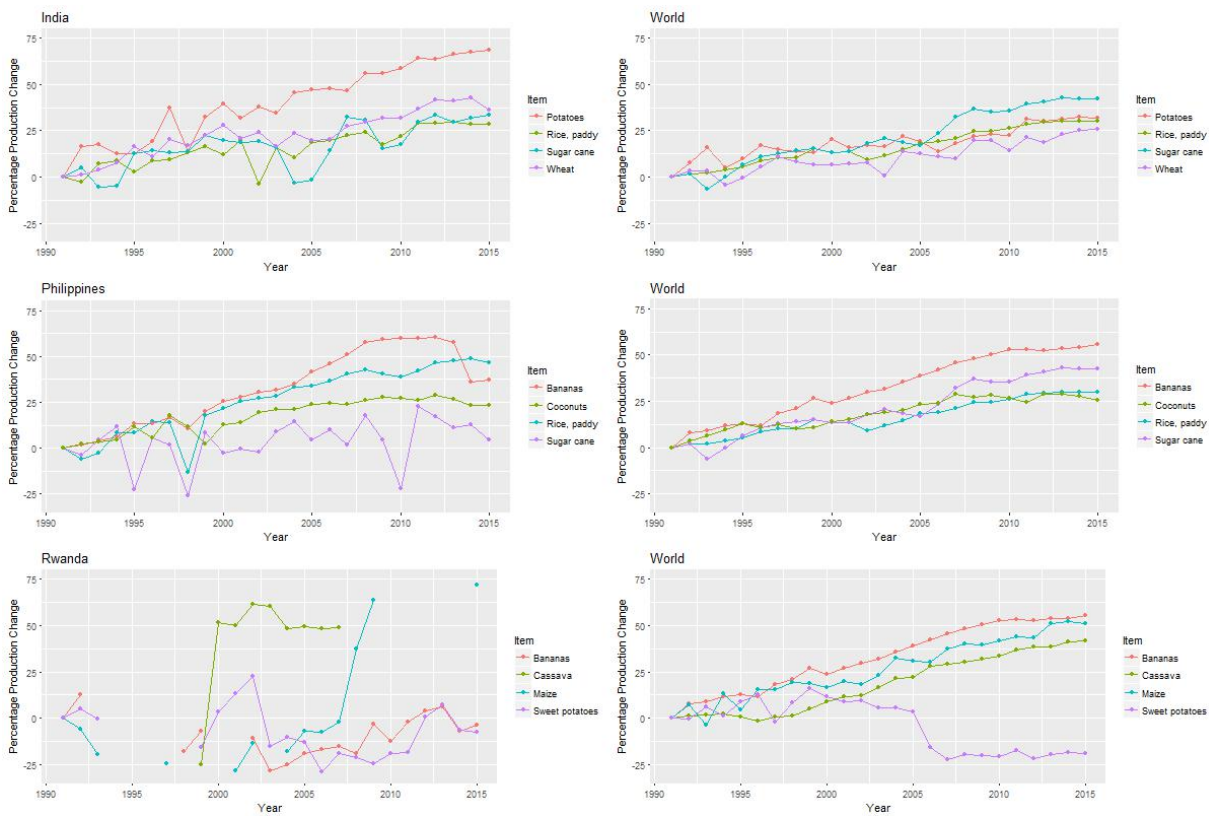 India
Percentage Production Change
75
50
25
0
-25
1990
1995
2000
2005
2010
2015
Year
Item
Potatoes
Rice, paddy
Sugar cane
Wheat
World
Percentage Production Change
75
50
25
0
-25
1990
1995
2000
2005
2010
2015
Year
Item
Potatoes
Rice, paddy
Sugar cane
Wheat
Philippines
Percentage Production Change
75
50
25
0
-25
1990
1995
2000
2005
2010
2015
Year
Item
Bananas
Coconuts
Rice, paddy
Sugar cane
World
Percentage Production Change
75
50
25
0
-25
1990
1995
2000
2005
2010
2015
Year
Item
Bananas
Coconuts
Rice, paddy
Sugar cane
Rwanda
Percentage Production Change
75
50
25
0
-25
1990
1995
2000
2005
2010
2015
Year
Item
Bananas
Cassava
Maize
Sweet potatoes
World
Percentage Production Change
75
50
25
0
-25
1990
1995
2000
2005
2010
2015
Year
Item
Bananas
Cassava
Maize
Sweet potatoes